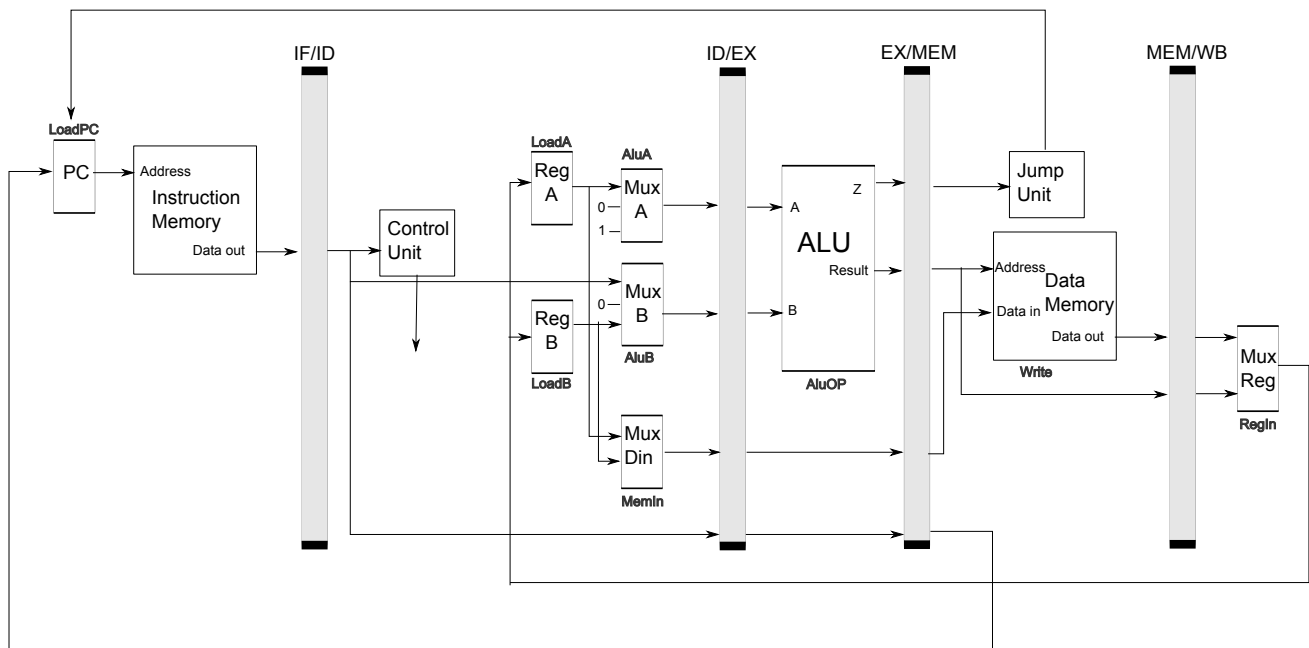 IF/ID
ID/EX
EX/MEM
MEM/WB
LoadPC
PC
Address
Instruction
Memory
Data out
Control
Unit
LoadA
Reg
A
AluA
Mux
A
0
1
Mux
B
0
AluB
Reg
B
LoadB
Mux
Din
MemIn
A
Z
ALU
Result
B
AluOP
Jump
Unit
Address
Data
Memory
Data in
Data out
Write
Mux
Reg
RegIn